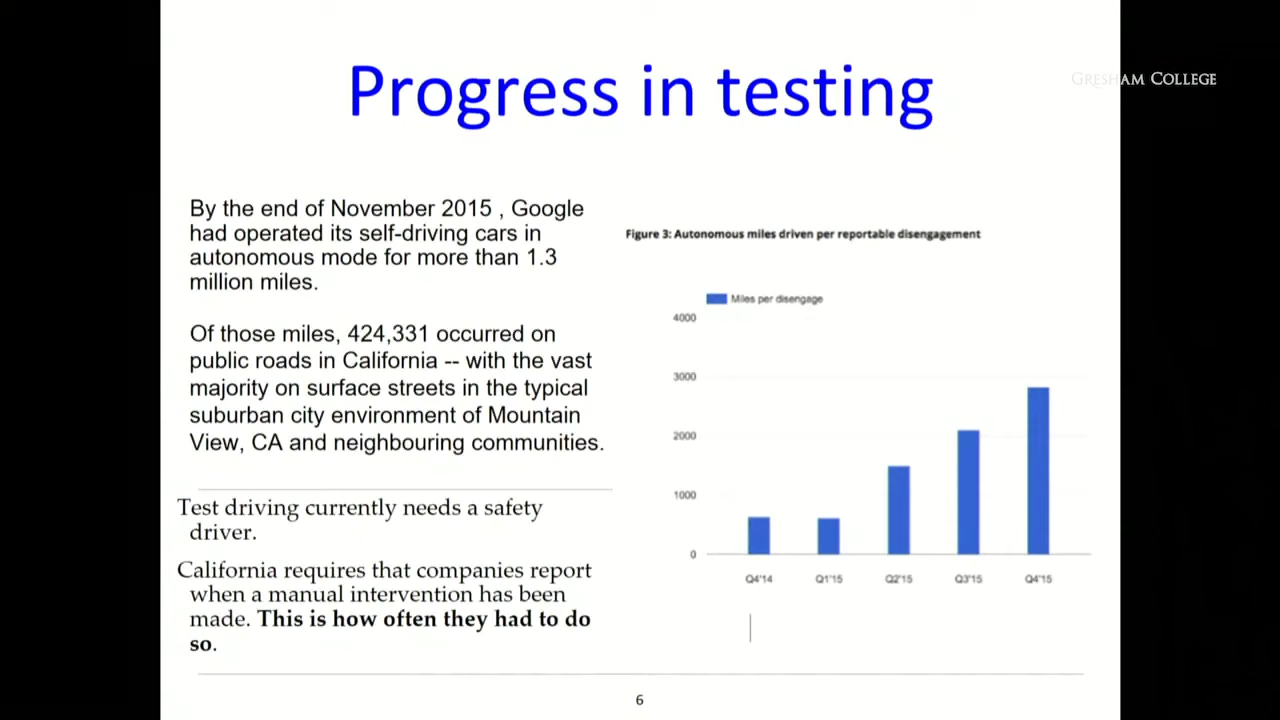 Progress in testing
GRESHAM COLLEGE
By the end of November 2015 , Google
had operated its self-driving cars in
autonomous mode for more than 1.3
million miles.
Of those miles, 424,331 occurred on
public roads in California -- with the vast
majority on surface streets in the typical
suburban city environment of Mountain
View, CA and neighbouring communities.
Test driving currently needs a safety
driver.
California requires that companies report
when a manual intervention has been
made. This is how often they had to do
so.
Figure 3: Autonomous miles driven per reportable disengagement
Miles per disengage
4000
3000
2000
1000
0
Q4'14 Q1'15 Q2'15 Q3'15 Q4'15
6